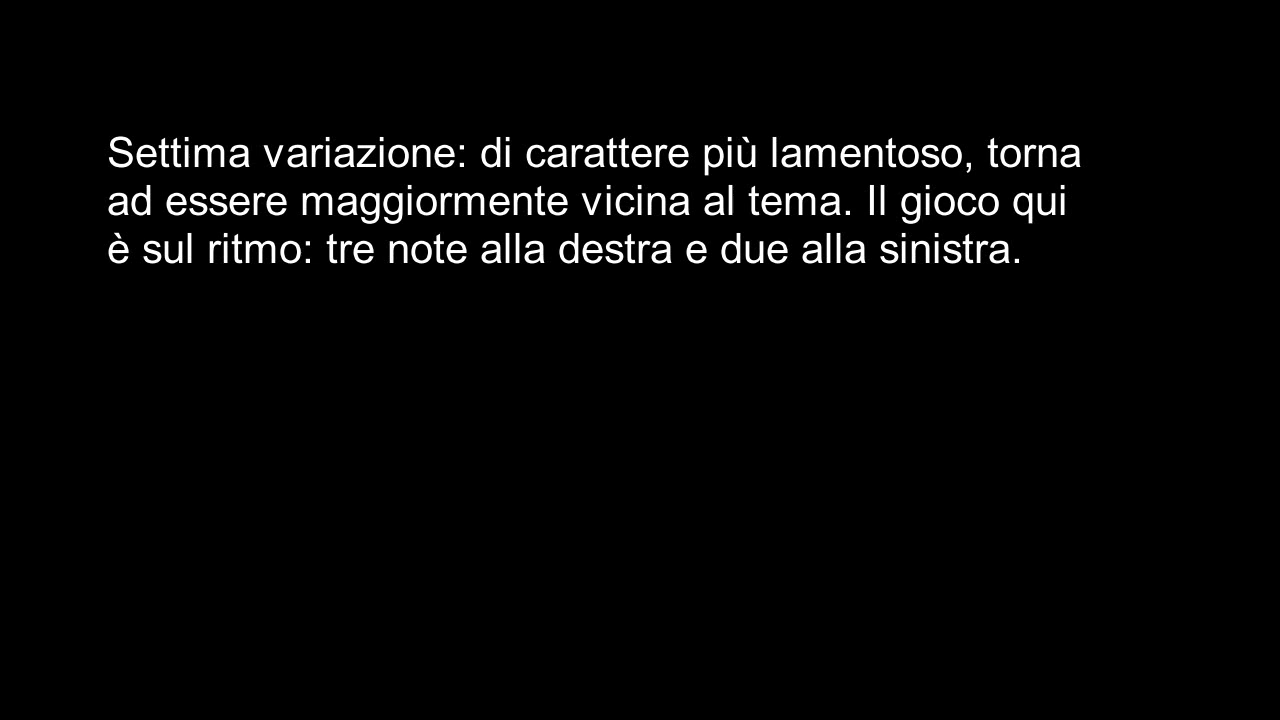 Settima variazione: di carattere più lamentoso, torna
ad essere maggiormente vicina al tema. Il gioco qui
è sul ritmo: tre note alla destra e due alla sinistra.